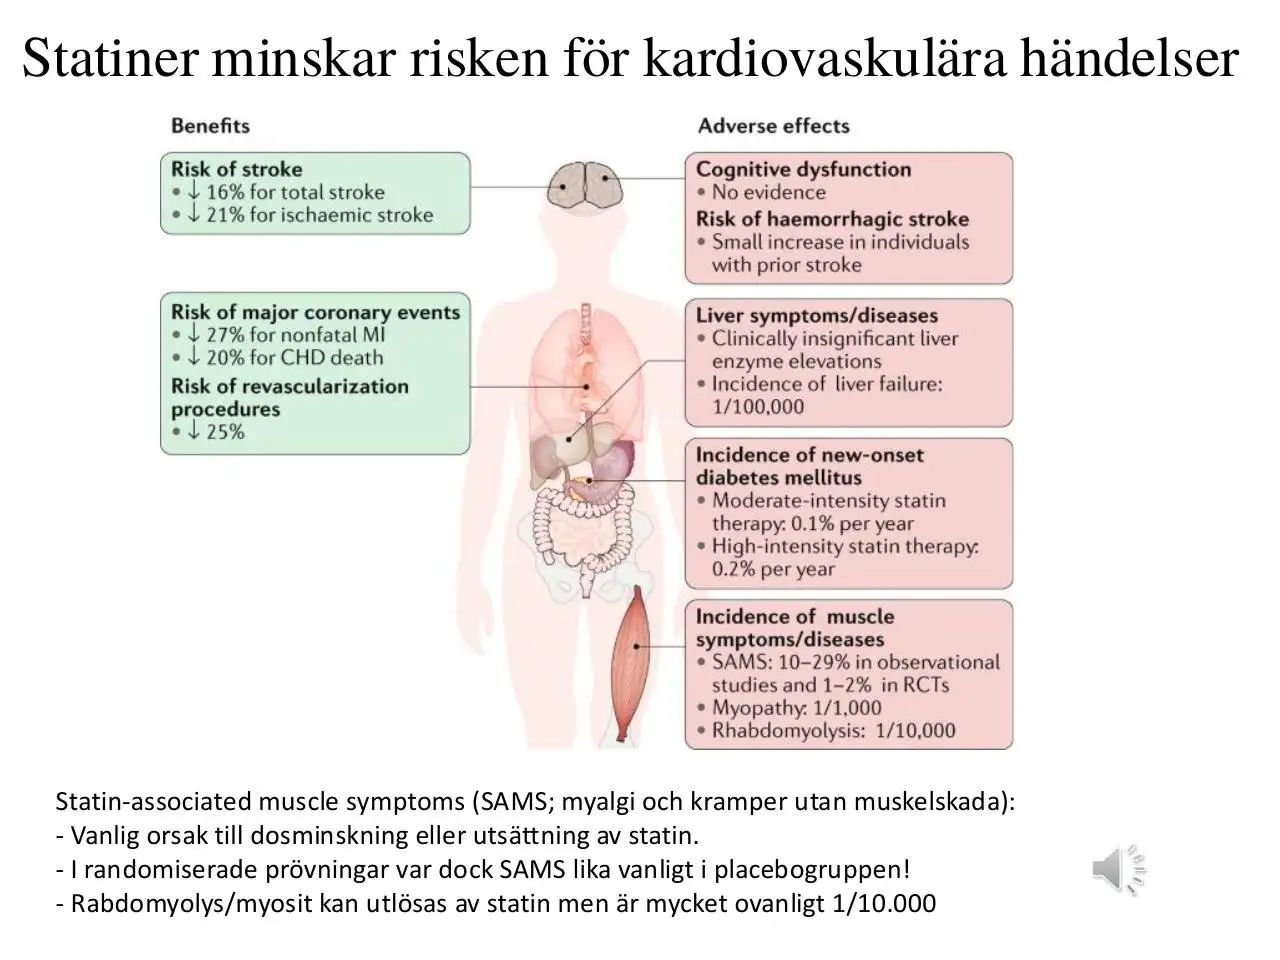 Statiner minskar risken för kardiovaskulära händelser
Benefits
Risk of stroke
• ↓ 16% for total stroke
• ↓ 21% for ischaemic stroke
Risk of major coronary events
• ↓ 27% for nonfatal MI
• ↓ 20% for CHD death
Risk of revascularization
procedures
• ↓ 25%
Adverse effects
Cognitive dysfunction
• No evidence
Risk of haemorrhagic stroke
• Small increase in individuals
with prior stroke
Liver symptoms/diseases
• Clinically insignificant liver
enzyme elevations
• Incidence of liver failure:
1/100,000
Incidence of new-onset
diabetes mellitus
• Moderate-intensity statin
therapy: 0.1% per year
• High-intensity statin therapy:
0.2% per year
Incidence of muscle
symptoms/diseases
• SAMS: 10–29% in observational
studies and 1–2% in RCTs
• Myopathy: 1/1,000
• Rhabdomyolysis: 1/10,000
Statin-associated muscle symptoms (SAMS; myalgi och kramper utan muskelskada):
- Vanlig orsak till dosminskning eller utsättning av statin.
- I randomiserade prövningar var dock SAMS lika vanligt i placebogruppen!
- Rabdomyolys/myosit kan utlösas av statin men är mycket ovanligt 1/10.000